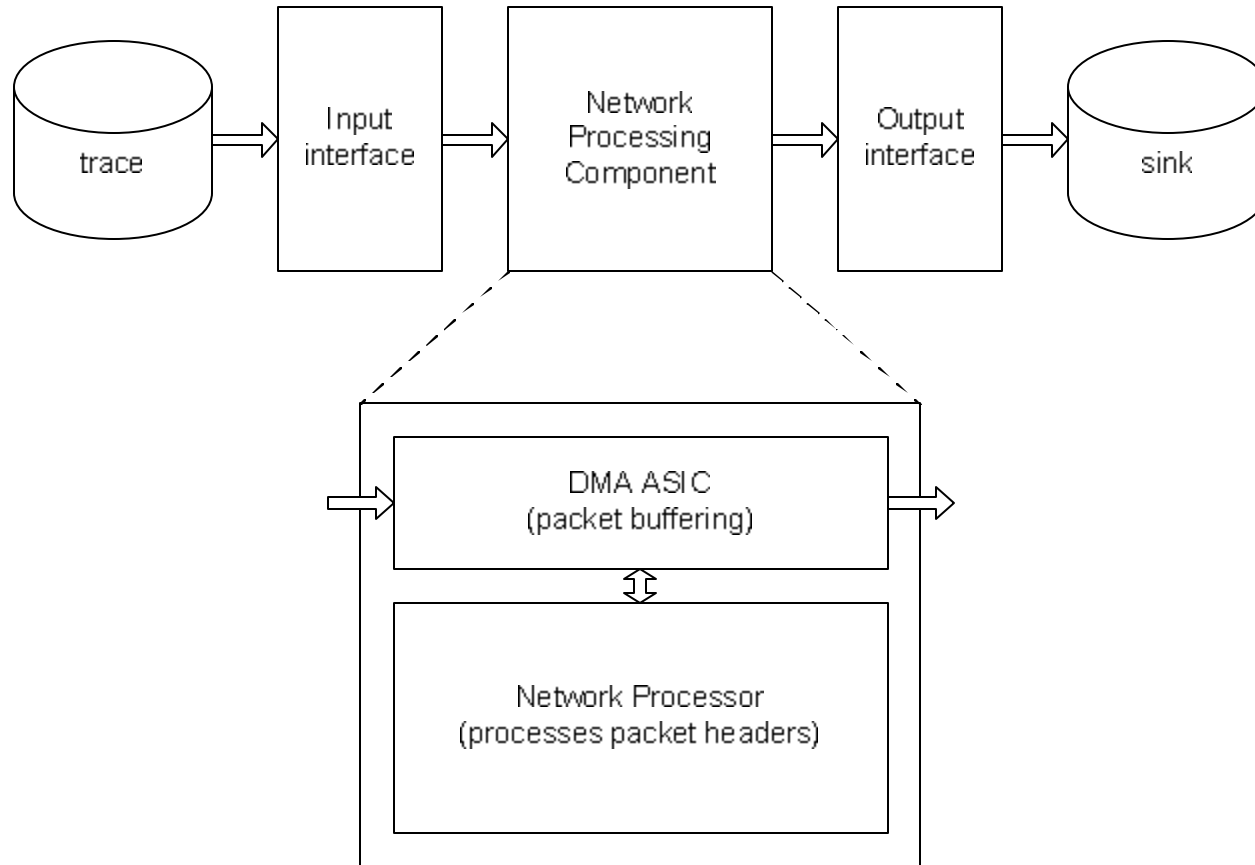 trace
Input
interface
Network
Processing
Component
Output
interface
sink
DMA ASIC
(packet buffering)
Network Processor
(processes packet headers)